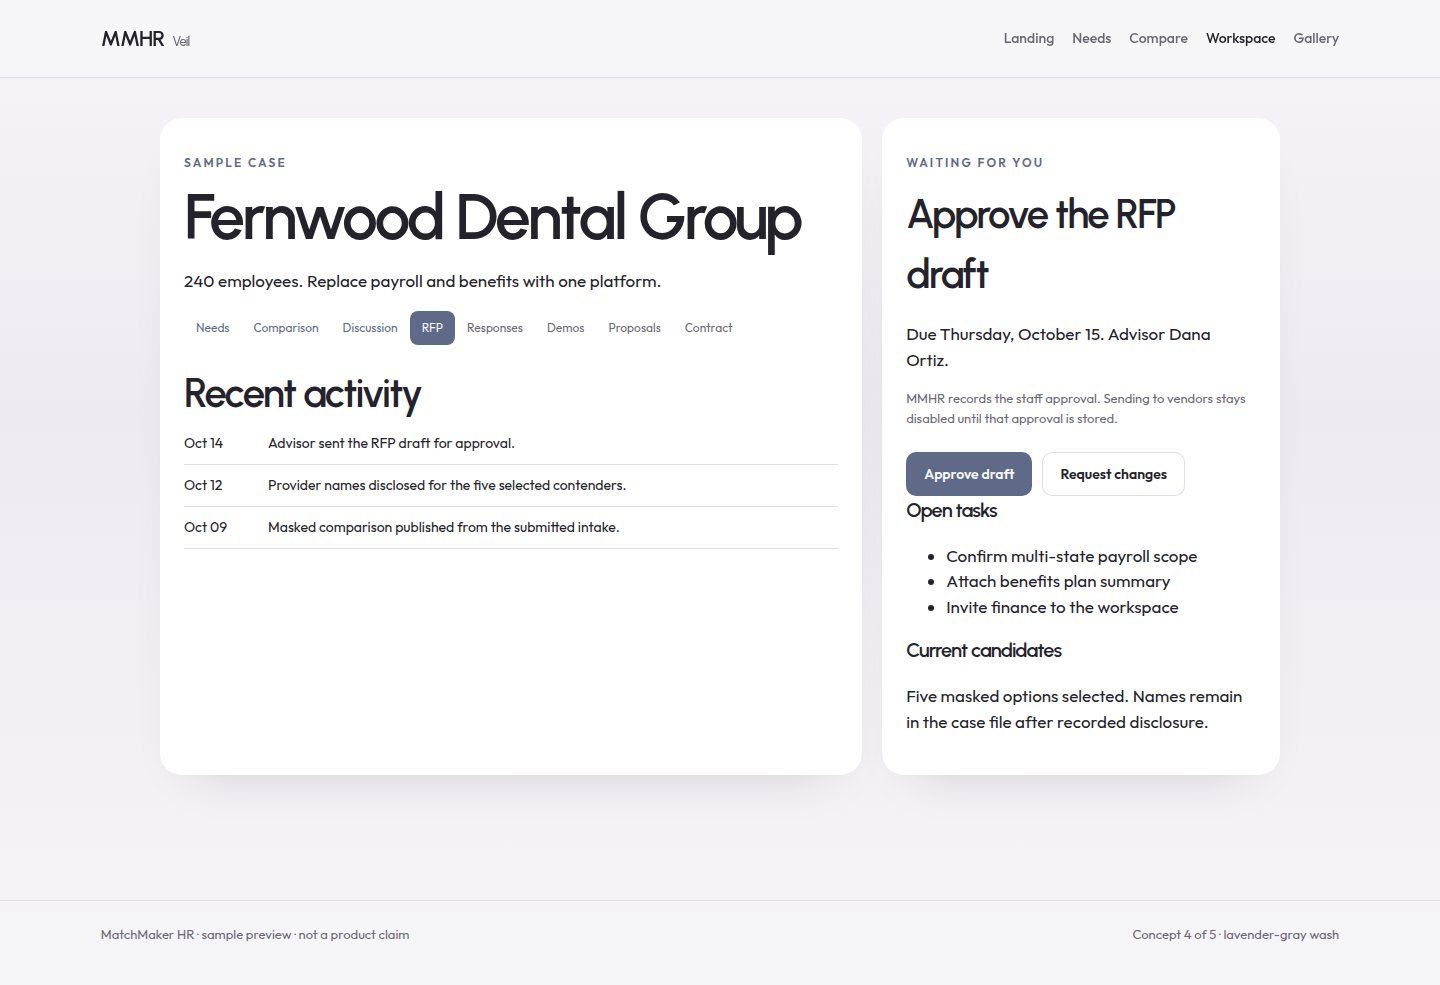 MMHR Veil
Landing Needs Compare Workspace Gallery
SAMPLE CASE
Fernwood Dental Group
240 employees. Replace payroll and benefits with one platform.
Needs Comparison Discussion RFP Responses Demos Proposals Contract
Recent activity
Oct 14 Advisor sent the RFP draft for approval.
Oct 12 Provider names disclosed for the five selected contenders.
Oct 09 Masked comparison published from the submitted intake.
WAITING FOR YOU
Approve the RFP
draft
Due Thursday, October 15. Advisor Dana
Ortiz.
MMHR records the staff approval. Sending to vendors stays
disabled until that approval is stored.
Approve draft Request changes
Open tasks
• Confirm multi-state payroll scope
• Attach benefits plan summary
• Invite finance to the workspace
Current candidates
Five masked options selected. Names remain
in the case file after recorded disclosure.
MatchMaker HR · sample preview · not a product claim
Concept 4 of 5 · lavender-gray wash